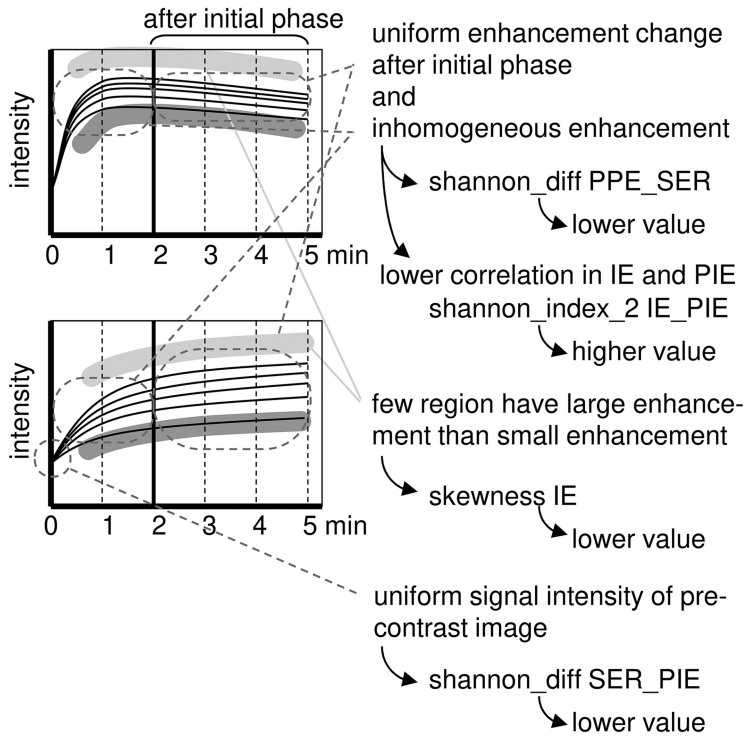 after initial phase
intensity
0 1 2 3 4 5 min
intensity
0 1 2 3 4 5 min
uniform enhancement change
after initial phase
and
inhomogeneous enhancement
shannon_diff PPE_SER
lower value
lower correlation in IE and PIE
shannon_index_2 IE_PIE
higher value
few region have large enhance-
ment than small enhancement
skewness IE
lower value
uniform signal intensity of pre-
contrast image
shannon_diff SER_PIE
lower value